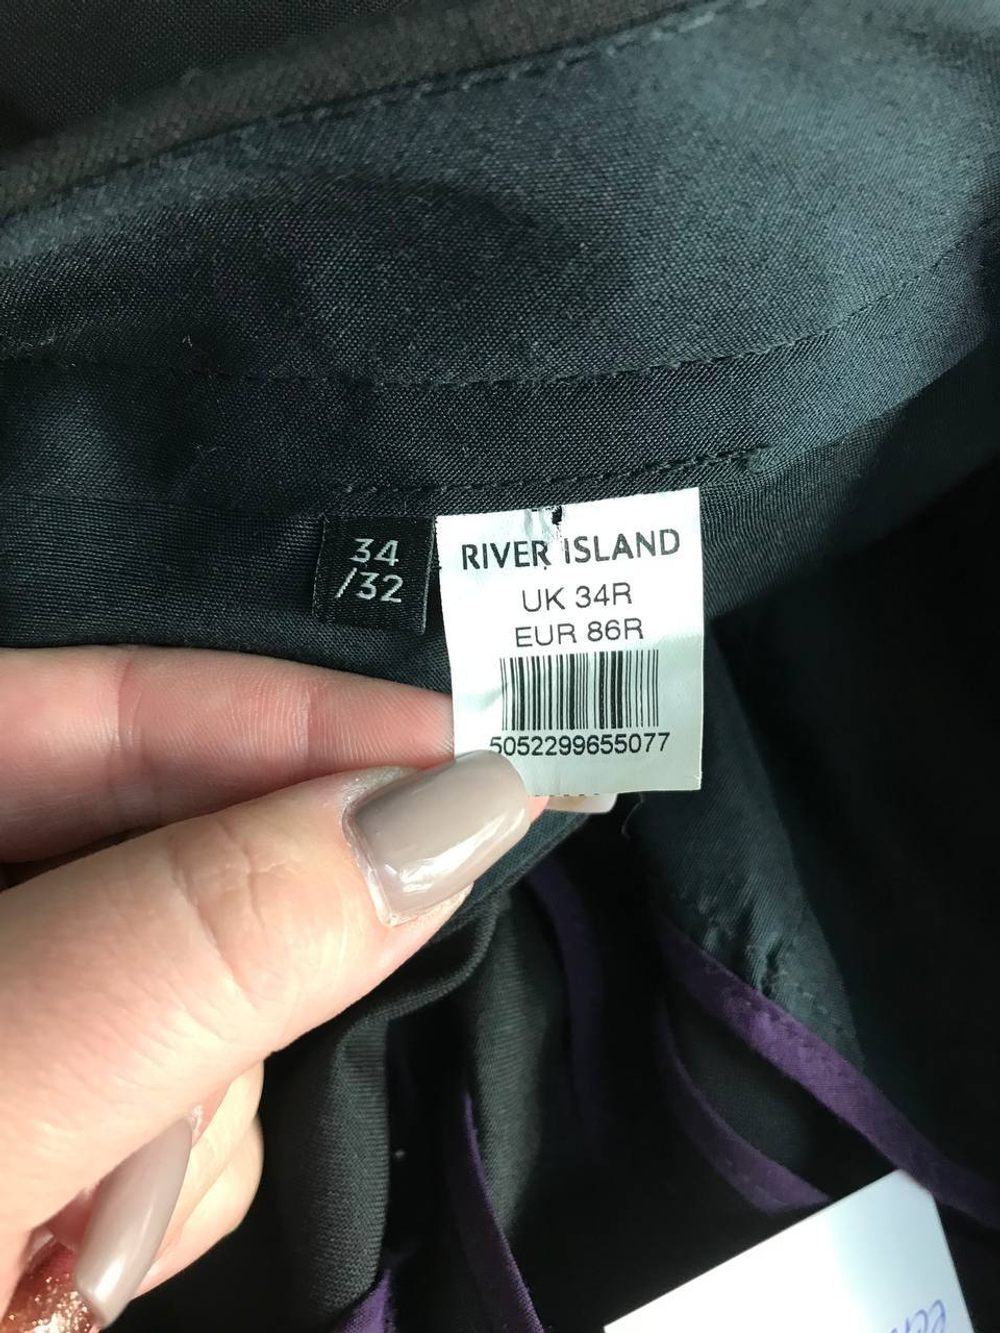 34
/32
RIVER ISLAND
UK 34R
EUR 86R
5052299655077